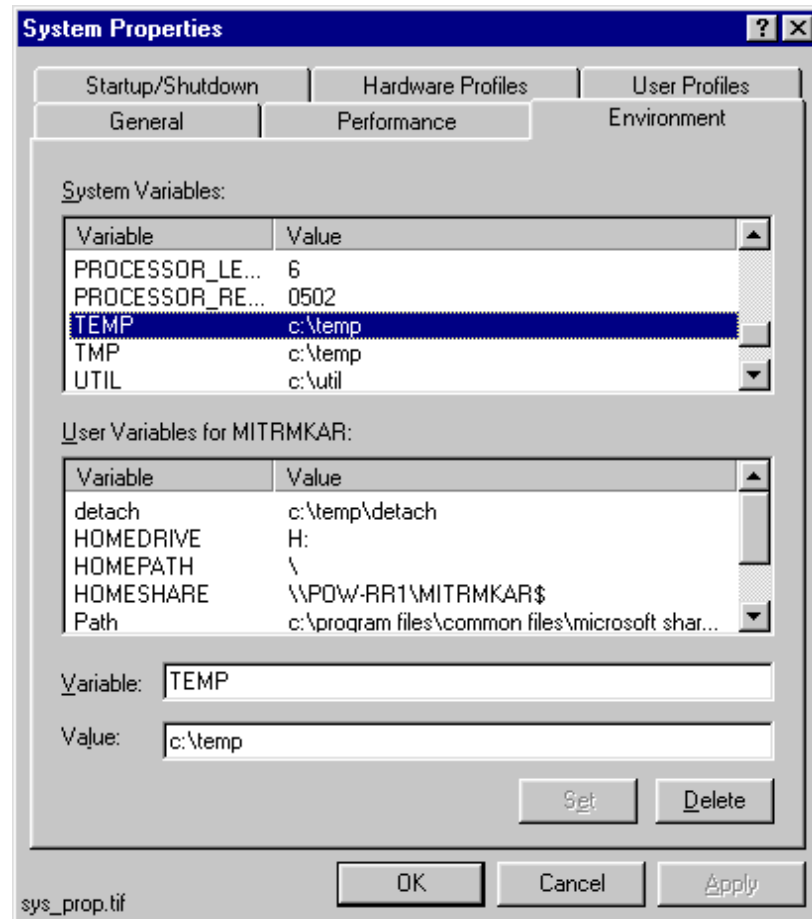 System Properties
Startup/Shutdown Hardware Profiles User Profiles
General Performance Environment
System Variables:
Variable Value
PROCESSOR_LE... 6
PROCESSOR_RE... 0502
TEMP c:\temp
TMP c:\temp
UTIL c:\util
User Variables for MITRMKAR:
Variable Value
detach c:\temp\detach
HOMEDRIVE H:
HOMEPATH \
HOMESHARE \\POW-RR1\MITRMKAR$
Path c:\program files\common files\microsoft shar...
Variable: TEMP
Value: c:\temp
Set Delete
OK Cancel Apply
sys_prop.tif